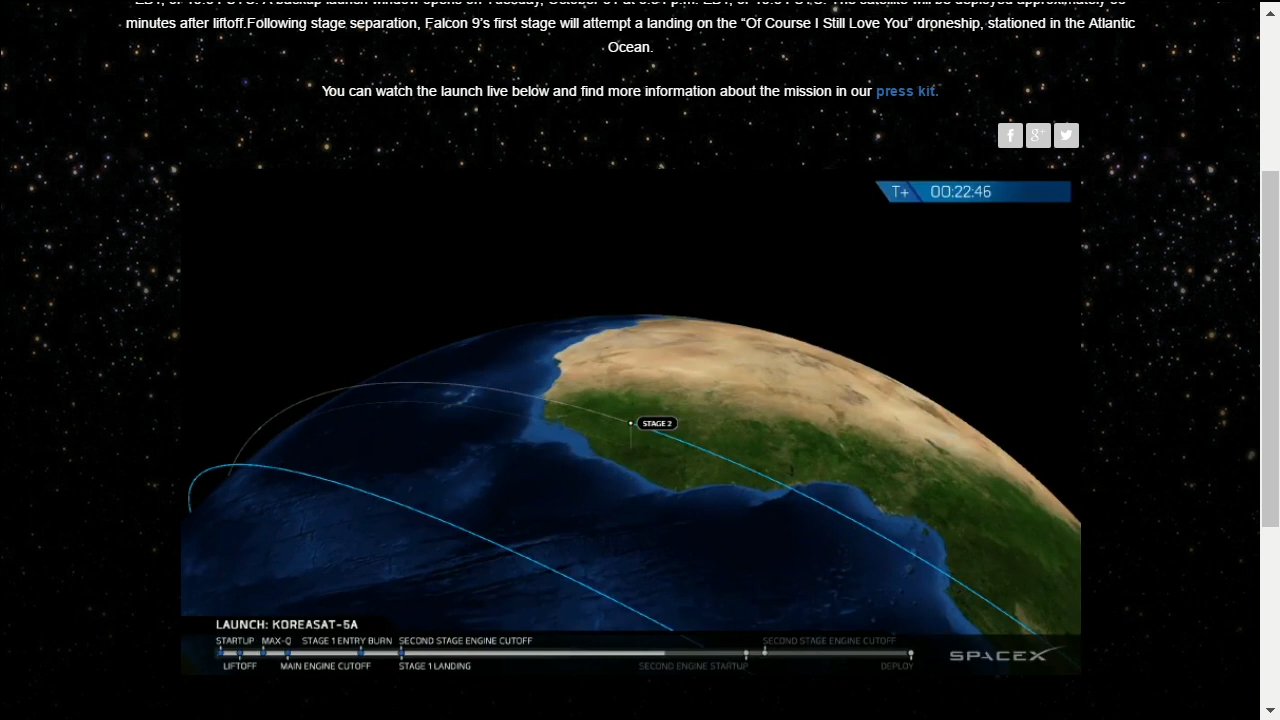 minutes after liftoff.Following stage separation, Falcon 9’s first stage will attempt a landing on the “Of Course I Still Love You” droneship, stationed in the Atlantic
Ocean.
You can watch the launch live below and find more information about the mission in our press kit.
f g+
T+ 00:22:46
STAGE 2
LAUNCH: KOREASAT-5A
STARTUP MAX-Q STAGE 1 ENTRY BURN SECOND STAGE ENGINE CUTOFF SECOND STAGE ENGINE CUTOFF
LIFTOFF MAIN ENGINE CUTOFF STAGE 1 LANDING SECOND ENGINE STARTUP DEPLOY
SPACEX